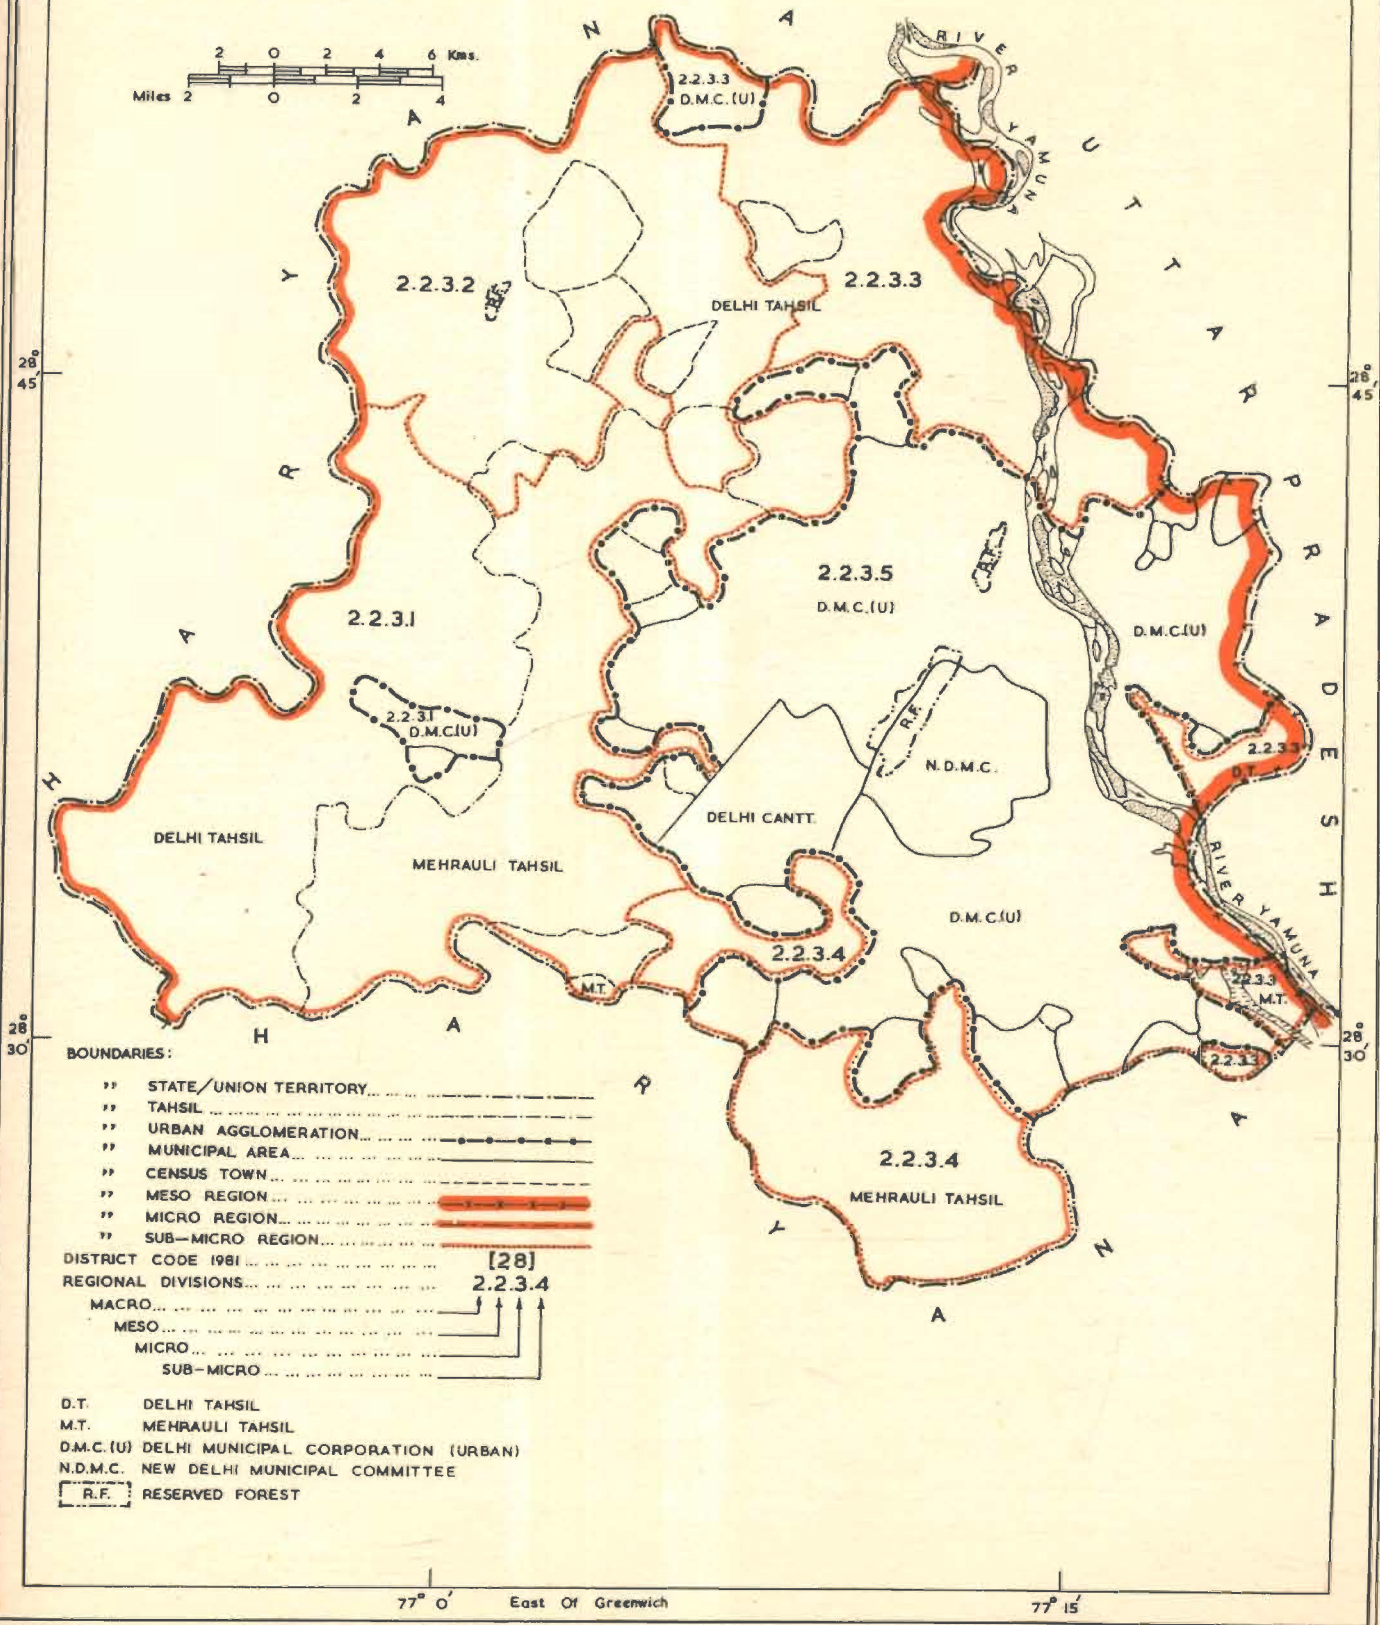 2 0 2 4 6 Kms.
Miles 2 0 2 4
H A R Y A N A
RIVER YAMUNA
UTTAR PRADESH
2.2.3.3
D.M.C.(U)
2.2.3.2
R.F.
2.2.3.3
DELHI TAHSIL
28° 45'
28° 45'
2.2.3.5
D.M.C.(U)
R.F.
2.2.3.1
D.M.C.(U)
2.2.3.1
D.M.C.(U)
R.F.
N.D.M.C.
2.2.3.3
D.T.
DELHI CANTT.
DELHI TAHSIL
MEHRAULI TAHSIL
RIVER YAMUNA
D.M.C.(U)
2.2.3.4
M.T.
2.2.3.3
M.T.
2.2.3.3
28° 30'
28° 30'
H A R Y A N A
2.2.3.4
MEHRAULI TAHSIL
BOUNDARIES:
" STATE/UNION TERRITORY
" TAHSIL
" URBAN AGGLOMERATION
" MUNICIPAL AREA
" CENSUS TOWN
" MESO REGION
" MICRO REGION
" SUB-MICRO REGION
DISTRICT CODE 1981 [28]
REGIONAL DIVISIONS 2.2.3.4
MACRO
MESO
MICRO
SUB-MICRO
D.T. DELHI TAHSIL
M.T. MEHRAULI TAHSIL
D.M.C.(U) DELHI MUNICIPAL CORPORATION (URBAN)
N.D.M.C. NEW DELHI MUNICIPAL COMMITTEE
R.F. RESERVED FOREST
77° 0' East Of Greenwich 77° 15'